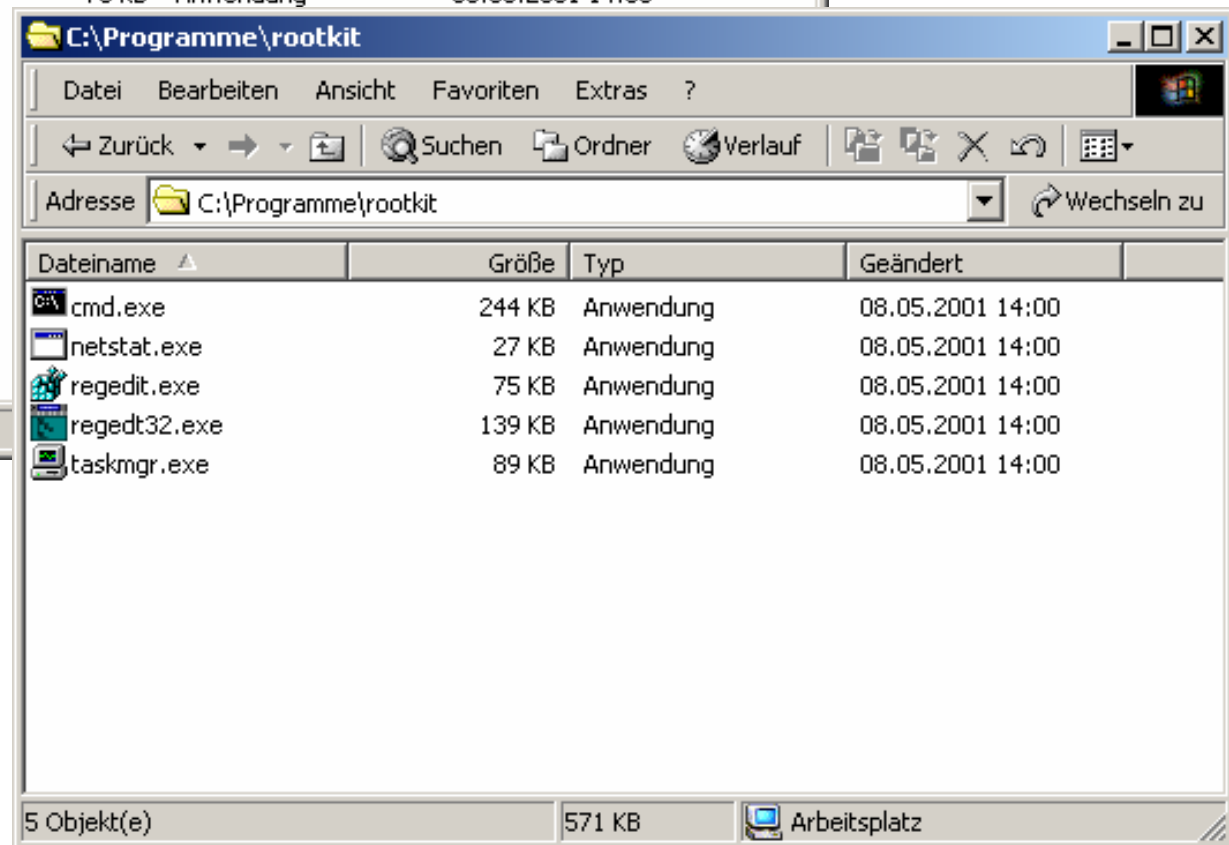 C:\Programme\rootkit
Datei Bearbeiten Ansicht Favoriten Extras ?
Zurück Suchen Ordner Verlauf
Adresse C:\Programme\rootkit Wechseln zu
Dateiname Größe Typ Geändert
cmd.exe 244 KB Anwendung 08.05.2001 14:00
netstat.exe 27 KB Anwendung 08.05.2001 14:00
regedit.exe 75 KB Anwendung 08.05.2001 14:00
regedt32.exe 139 KB Anwendung 08.05.2001 14:00
taskmgr.exe 89 KB Anwendung 08.05.2001 14:00
5 Objekt(e) 571 KB Arbeitsplatz